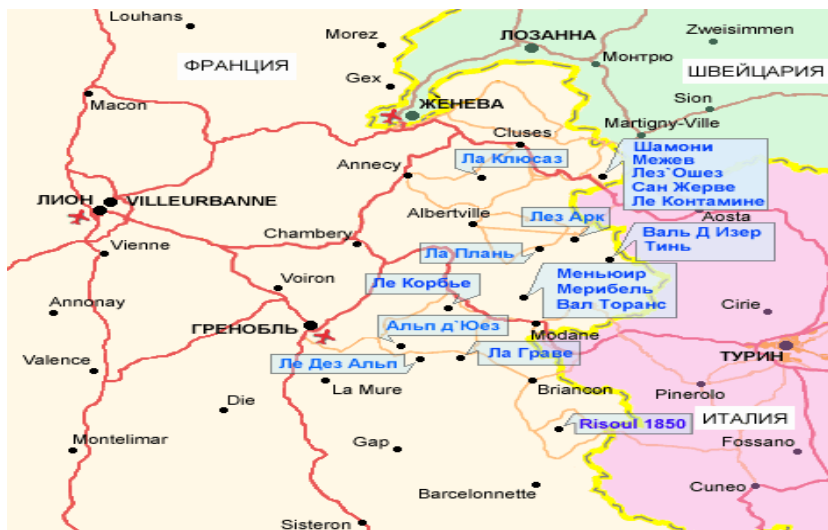 Louhans
Morez
ЛОЗАННА
Zweisimmen
ФРАНЦИЯ
Монтрю
ШВЕЙЦАРИЯ
Gex
Macon
ЖЕНЕВА
Sion
Martigny-Ville
Cluses
Шамони
Межев
Лез`Ошез
Сан Жерве
Ле Контамине
Annecy
Ла Клюсаз
ЛИОН
VILLEURBANNE
Albertville
Aosta
Лез Арк
Валь Д Изер
Тинь
Chambery
Vienne
Ла Плань
Voiron
Ле Корбье
Меньюир
Мерибель
Вал Торанс
Annonay
Cirie
ГРЕНОБЛЬ
Альп д`Юез
Modane
ТУРИН
Valence
Ле Дез Альп
Ла Граве
La Mure
Briancon
Pinerolo
Die
Risoul 1850
ИТАЛИЯ
Montelimar
Gap
Fossano
Barcelonnette
Cuneo
Sisteron